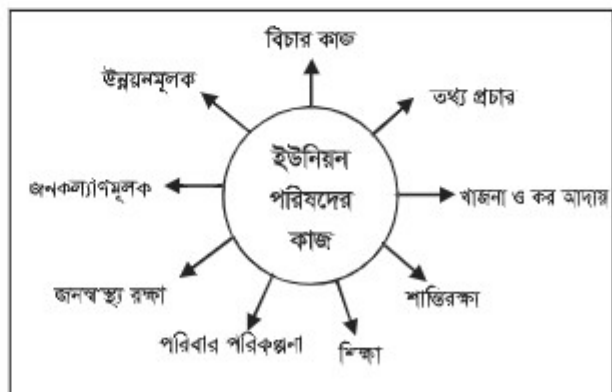 বিচার কাজ
উন্নয়নমূলক
তথ্য প্রচার
ইউনিয়ন
পরিষদের
কাজ
জনকল্যাণমূলক
খাজনা ও কর আদায়
জনস্বাস্থ্য রক্ষা
শান্তিরক্ষা
পরিবার পরিকল্পনা
শিক্ষা